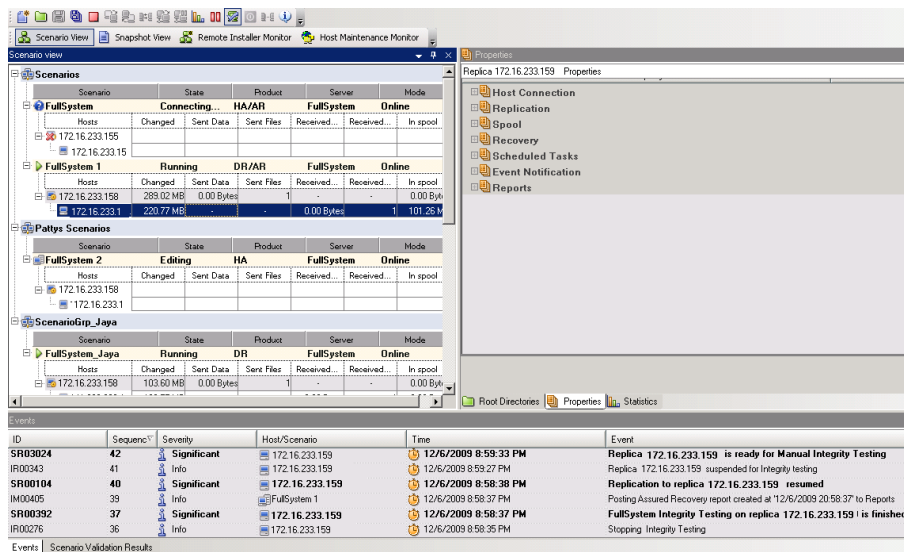 Scenario View Snapshot View Remote Installer Monitor Host Maintenance Monitor
Scenario view
Scenarios
Scenario State Product Server Mode
FullSystem Connecting... HA/AR FullSystem Online
Hosts Changed Sent Data Sent Files Received... Received... In spool
172.16.233.155
172.16.233.15
FullSystem 1 Running DR/AR FullSystem Online
Hosts Changed Sent Data Sent Files Received... Received... In spool
172.16.233.158 289.02 MB 0.00 Bytes 1 - - 0.00 Byt
172.16.233.1 220.77 MB - - 0.00 Bytes 1 101.26 M
Pattys Scenarios
Scenario State Product Server Mode
FullSystem 2 Editing HA FullSystem Online
Hosts Changed Sent Data Sent Files Received... Received... In spool
172.16.233.158
172.16.233.1
ScenarioGrp_Jaya
Scenario State Product Server Mode
FullSystem_Jaya Running DR FullSystem Online
Hosts Changed Sent Data Sent Files Received... Received... In spool
172.16.233.158 103.60 MB 0.00 Bytes 1 - - 0.00 Byt
Properties
Replica 172.16.233.159 Properties
Host Connection
Replication
Spool
Recovery
Scheduled Tasks
Event Notification
Reports
Root Directories Properties Statistics
Events
ID Sequenc Severity Host/Scenario Time Event
SR03024 42 Significant 172.16.233.159 12/6/2009 8:59:33 PM Replica 172.16.233.159 is ready for Manual Integrity Testing
IR00343 41 Info 172.16.233.159 12/6/2009 8:59:27 PM Replica 172.16.233.159 suspended for Integrity testing
SR00104 40 Significant 172.16.233.159 12/6/2009 8:58:38 PM Replication to replica 172.16.233.159 resumed
IM00405 39 Info FullSystem 1 12/6/2009 8:58:37 PM Posting Assured Recovery report created at '12/6/2009 20:58:37' to Reports
SR00392 37 Significant 172.16.233.159 12/6/2009 8:58:37 PM FullSystem Integrity Testing on replica 172.16.233.159 is finished
IR00276 36 Info 172.16.233.159 12/6/2009 8:58:35 PM Stopping Integrity Testing
Events Scenario Validation Results